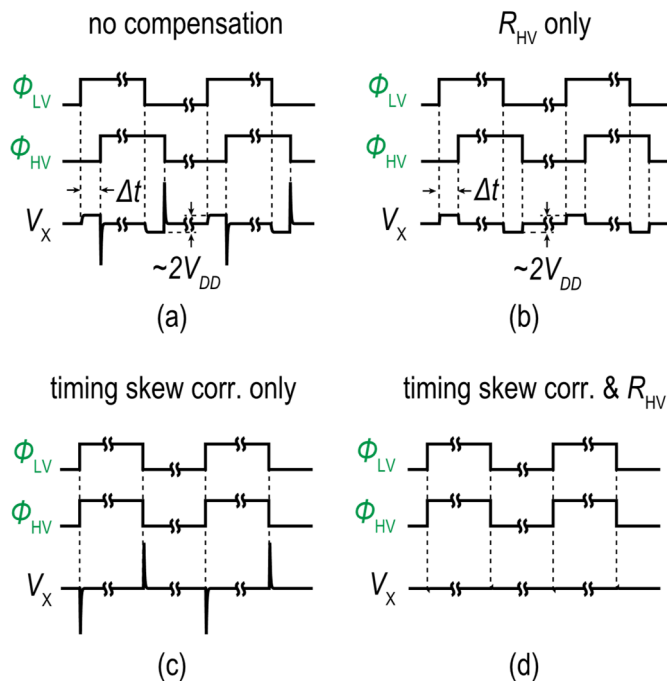 no compensation
Φ_LV
Φ_HV
Δt
V_X
~2V_DD
(a)
R_HV only
Φ_LV
Φ_HV
Δt
V_X
~2V_DD
(b)
timing skew corr. only
Φ_LV
Φ_HV
V_X
(c)
timing skew corr. & R_HV
Φ_LV
Φ_HV
V_X
(d)